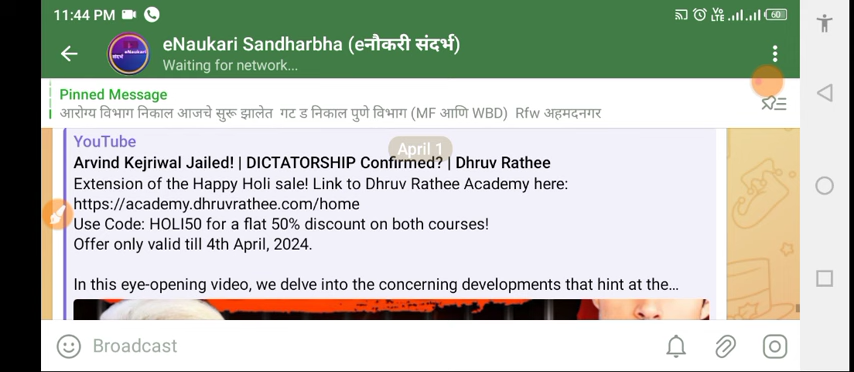 11:44 PM
Vo LTE 60
eNaukari Sandharbha (eनौकरी संदर्भ)
Waiting for network...
Pinned Message
आरोग्य विभाग निकाल आजचे सुरू झालेत गट ड निकाल पुणे विभाग (MF आणि WBD) Rfw अहमदनगर
YouTube
April 1
Arvind Kejriwal Jailed! | DICTATORSHIP Confirmed? | Dhruv Rathee
Extension of the Happy Holi sale! Link to Dhruv Rathee Academy here:
https://academy.dhruvrathee.com/home
Use Code: HOLI50 for a flat 50% discount on both courses!
Offer only valid till 4th April, 2024.
In this eye-opening video, we delve into the concerning developments that hint at the...
Broadcast